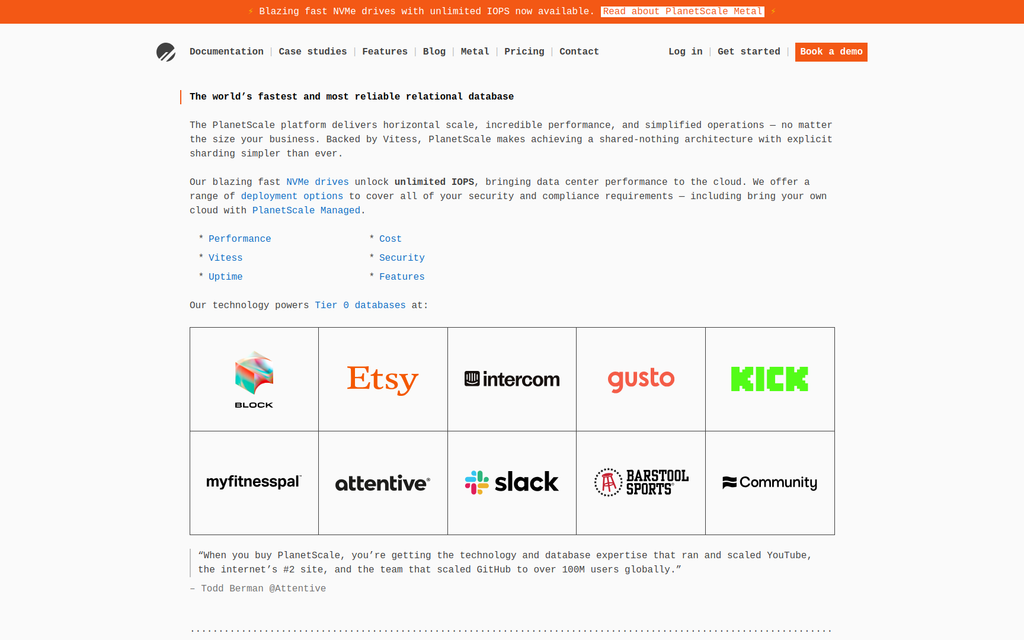 ⚡ Blazing fast NVMe drives with unlimited IOPS now available. Read about PlanetScale Metal ⚡
Documentation | Case studies | Features | Blog | Metal | Pricing | Contact Log in | Get started | Book a demo
The world’s fastest and most reliable relational database
The PlanetScale platform delivers horizontal scale, incredible performance, and simplified operations — no matter
the size your business. Backed by Vitess, PlanetScale makes achieving a shared-nothing architecture with explicit
sharding simpler than ever.
Our blazing fast NVMe drives unlock unlimited IOPS, bringing data center performance to the cloud. We offer a
range of deployment options to cover all of your security and compliance requirements — including bring your own
cloud with PlanetScale Managed.
* Performance * Cost
* Vitess * Security
* Uptime * Features
Our technology powers Tier 0 databases at:
BLOCK Etsy intercom gusto KICK
myfitnesspal attentive® slack BARSTOOL SPORTS Community
“When you buy PlanetScale, you’re getting the technology and database expertise that ran and scaled YouTube,
the internet’s #2 site, and the team that scaled GitHub to over 100M users globally.”
– Todd Berman @Attentive